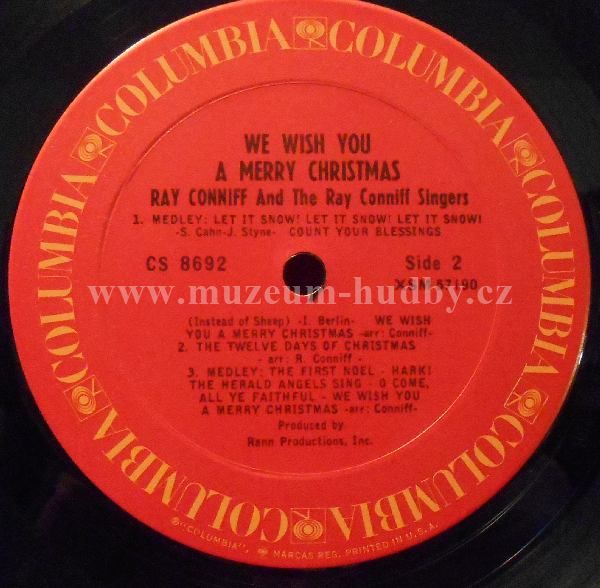 COLUMBIA COLUMBIA COLUMBIA COLUMBIA COLUMBIA COLUMBIA
WE WISH YOU
A MERRY CHRISTMAS
RAY CONNIFF And The Ray Conniff Singers
1. MEDLEY: LET IT SNOW! LET IT SNOW! LET IT SNOW!
-S. Cahn-J. Styne- COUNT YOUR BLESSINGS
CS 8692 Side 2
XSM 57190
www.muzeum-hudby.cz
(Instead of Sheep) -I. Berlin- WE WISH
YOU A MERRY CHRISTMAS -arr: Conniff-
2. THE TWELVE DAYS OF CHRISTMAS
- arr: R. Conniff -
3. MEDLEY: THE FIRST NOEL - HARK!
THE HERALD ANGELS SING - O COME,
ALL YE FAITHFUL - WE WISH YOU
A MERRY CHRISTMAS -arr: Conniff-
Produced by
Rann Productions, Inc.
® "COLUMBIA", MARCAS REG. PRINTED IN U.S.A.